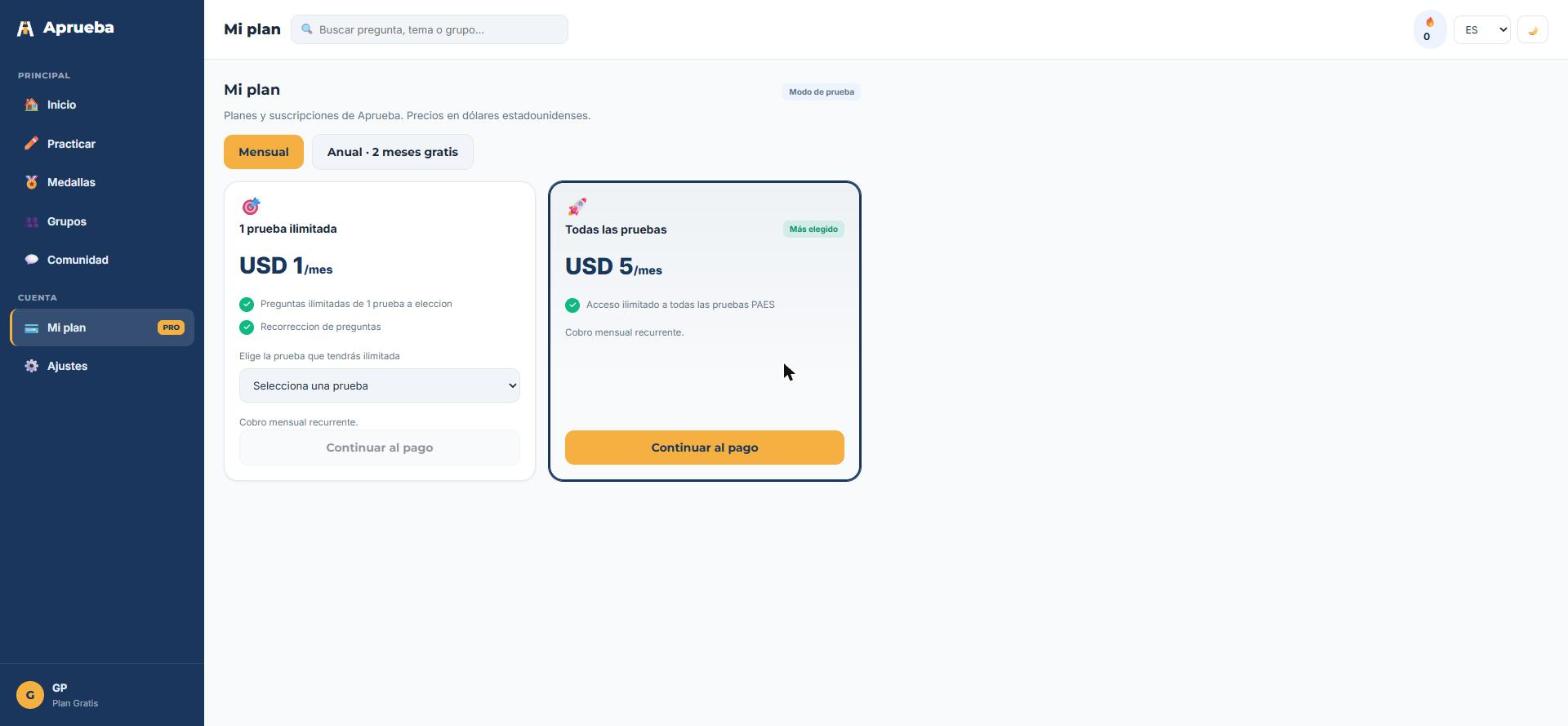 Aprueba
Mi plan
Buscar pregunta, tema o grupo...
0
ES
PRINCIPAL
Inicio
Practicar
Medallas
Grupos
Comunidad
CUENTA
Mi plan
PRO
Ajustes
GP
Plan Gratis
G
Mi plan
Modo de prueba
Planes y suscripciones de Aprueba. Precios en dólares estadounidenses.
Mensual
Anual · 2 meses gratis
1 prueba ilimitada
USD 1/mes
Preguntas ilimitadas de 1 prueba a eleccion
Recorreccion de preguntas
Elige la prueba que tendrás ilimitada
Selecciona una prueba
Cobro mensual recurrente.
Continuar al pago
Todas las pruebas
Más elegido
USD 5/mes
Acceso ilimitado a todas las pruebas PAES
Cobro mensual recurrente.
Continuar al pago